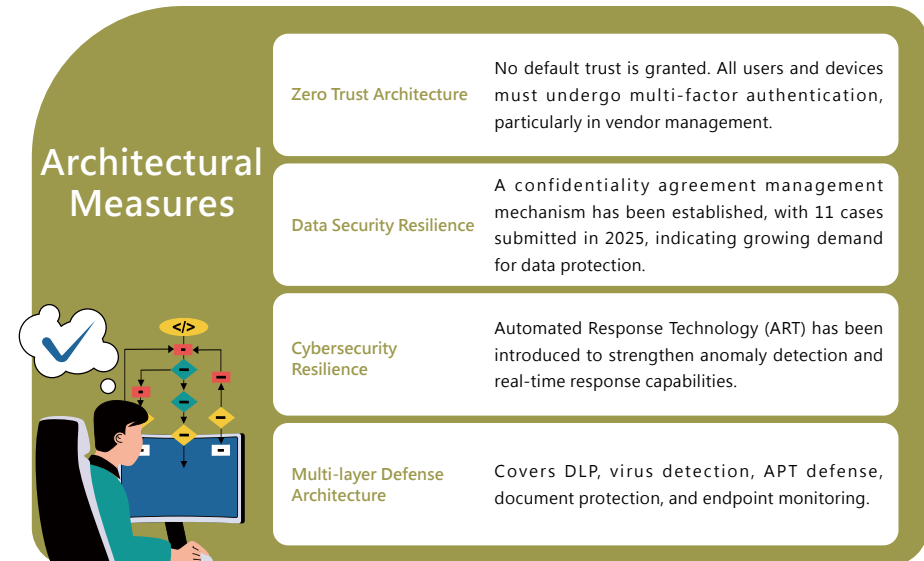 Architectural
Measures
Zero Trust Architecture
No default trust is granted. All users and devices
must undergo multi-factor authentication,
particularly in vendor management.
Data Security Resilience
A confidentiality agreement management
mechanism has been established, with 11 cases
submitted in 2025, indicating growing demand
for data protection.
Cybersecurity
Resilience
Automated Response Technology (ART) has been
introduced to strengthen anomaly detection and
real-time response capabilities.
Multi-layer Defense
Architecture
Covers DLP, virus detection, APT defense,
document protection, and endpoint monitoring.
</>